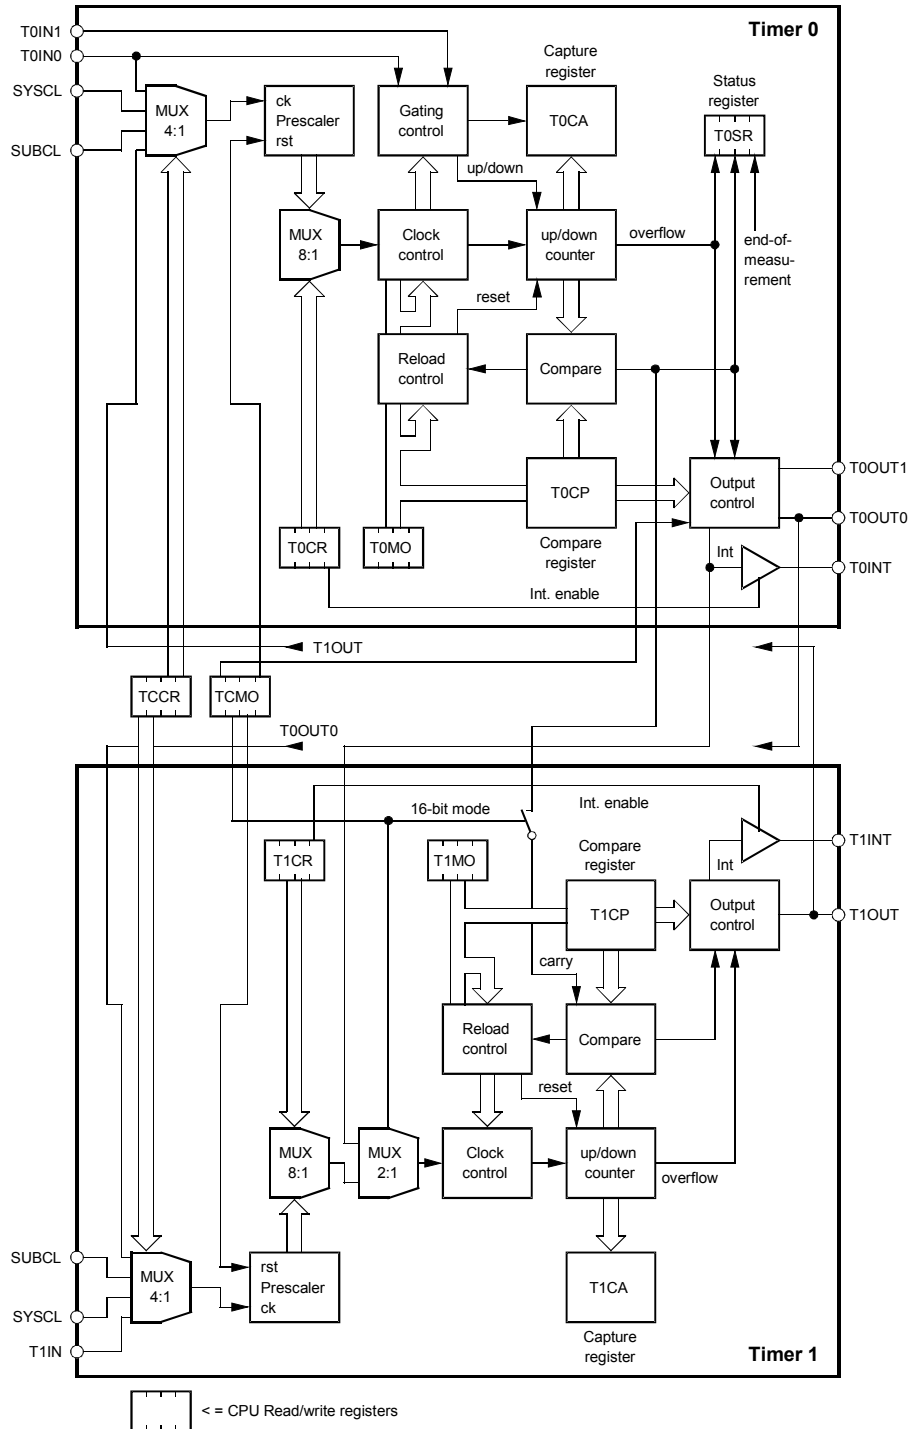 Timer 0
T0IN1
T0IN0
SYSCL
SUBCL
MUX
4:1
ck
Prescaler
rst
Gating
control
Capture
register
T0CA
Status
register
T0SR
up/down
MUX
8:1
Clock
control
up/down
counter
overflow
end-of-
measu-
rement
reset
Reload
control
Compare
T0CP
Output
control
T0OUT1
T0OUT0
T0CR
T0MO
Compare
register
Int
T0INT
Int. enable
T1OUT
TCCR
TCMO
T0OUT0
16-bit mode
Int. enable
T1CR
T1MO
Compare
register
T1INT
Int
T1CP
Output
control
T1OUT
carry
Reload
control
Compare
reset
MUX
8:1
MUX
2:1
Clock
control
up/down
counter
overflow
SUBCL
SYSCL
T1IN
MUX
4:1
rst
Prescaler
ck
T1CA
Capture
register
Timer 1
< = CPU Read/write registers